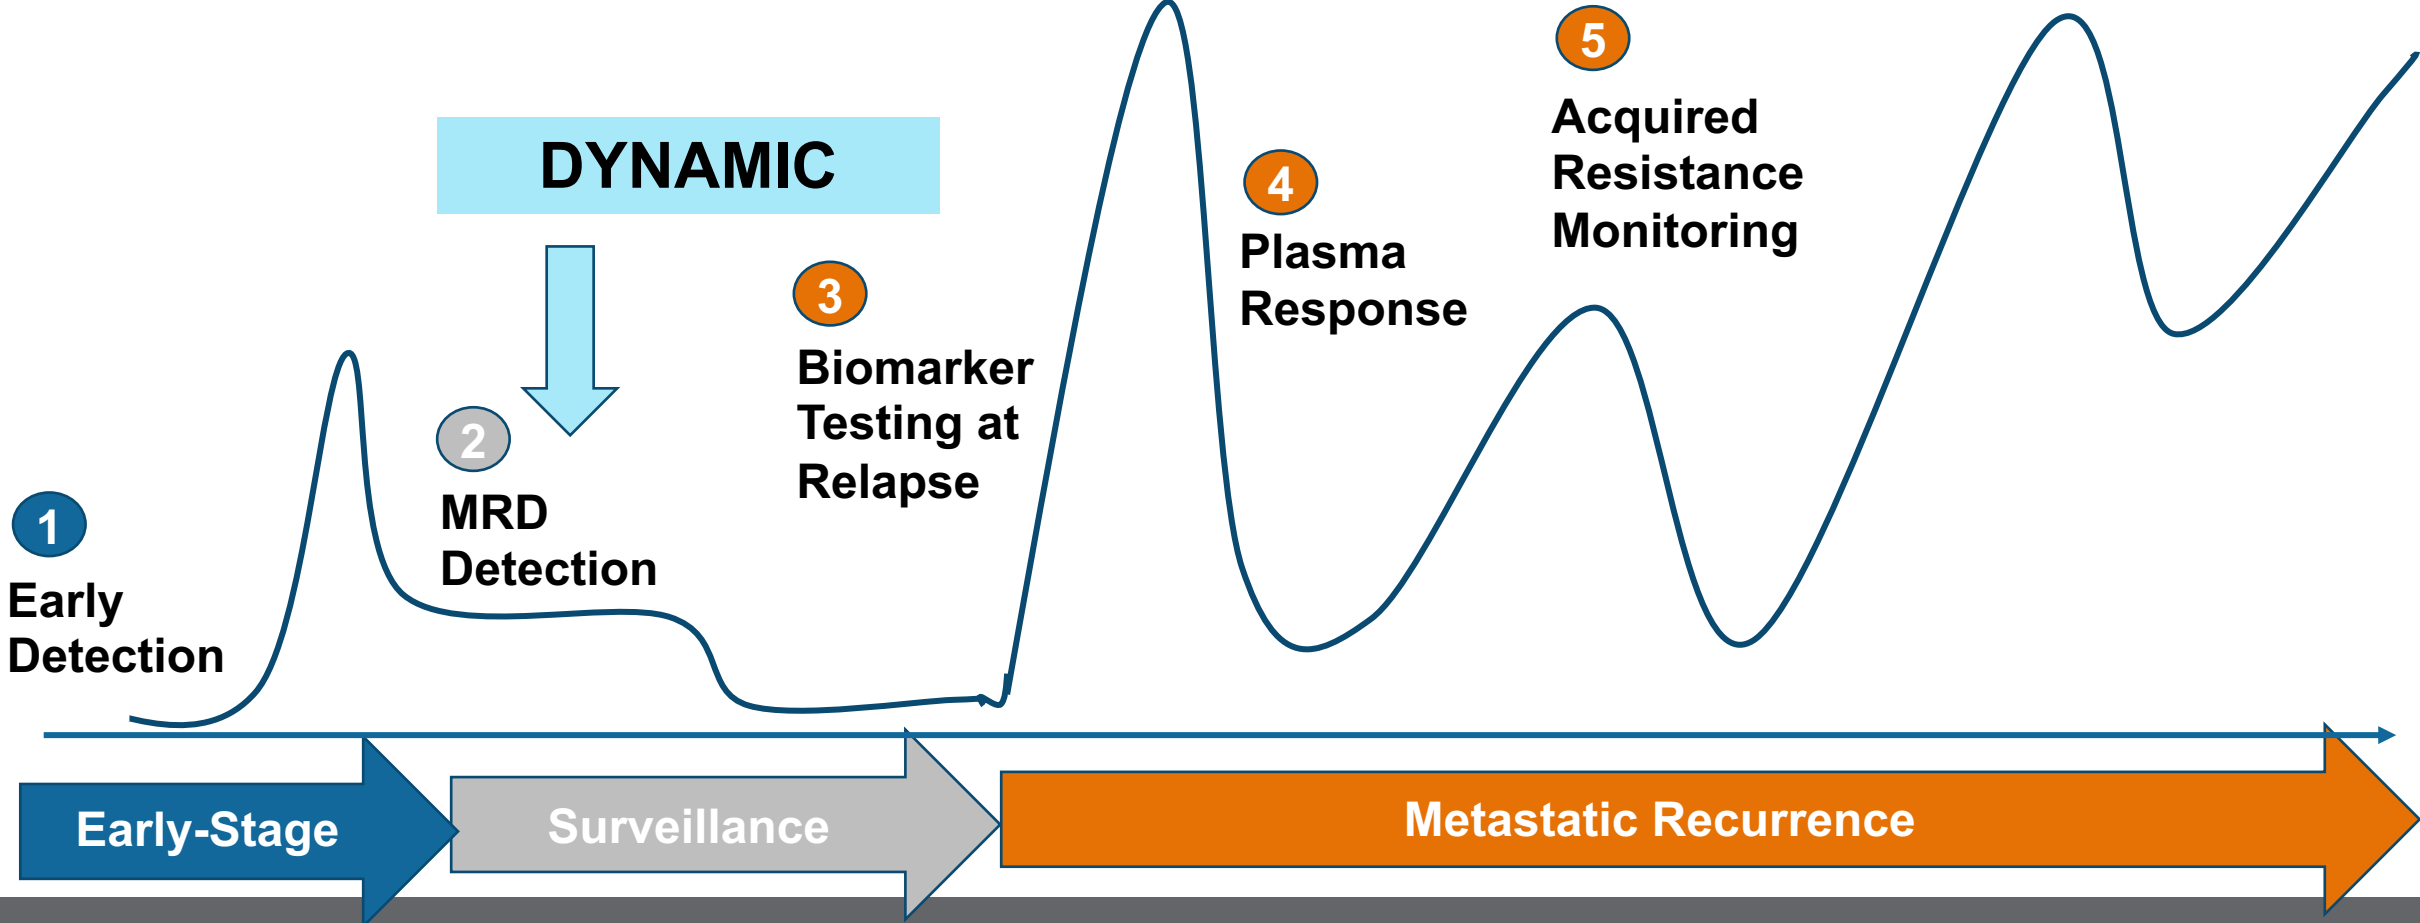 1
Early
Detection
DYNAMIC
2
MRD
Detection
3
Biomarker
Testing at
Relapse
4
Plasma
Response
5
Acquired
Resistance
Monitoring
Early-Stage
Surveillance
Metastatic Recurrence